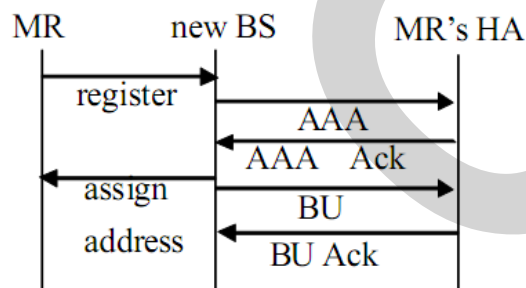 MR new BS MR's HA
register
AAA
AAA Ack
assign
BU
address
BU Ack